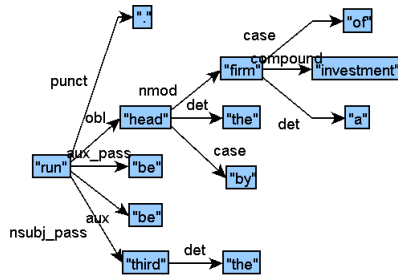 "."
"of"
case
punct
compound
"firm"
"investment"
nmod
det
"a"
obl
"head"
det
"the"
aux_pass
"run"
"be"
case
"by"
aux
"be"
nsubj_pass
det
"third"
"the"